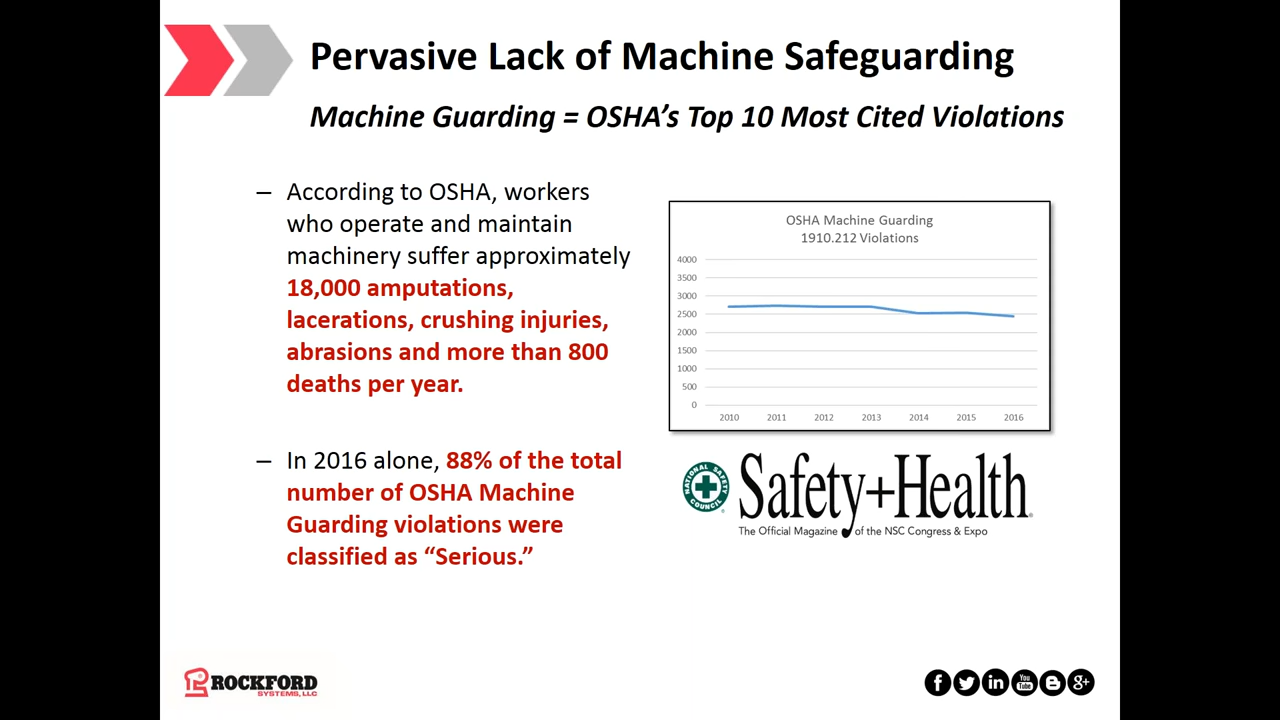 Pervasive Lack of Machine Safeguarding
Machine Guarding = OSHA's Top 10 Most Cited Violations
– According to OSHA, workers
who operate and maintain
machinery suffer approximately
18,000 amputations,
lacerations, crushing injuries,
abrasions and more than 800
deaths per year.
– In 2016 alone, 88% of the total
number of OSHA Machine
Guarding violations were
classified as “Serious.”
OSHA Machine Guarding
1910.212 Violations
4000
3500
3000
2500
2000
1500
1000
500
0
2010 2011 2012 2013 2014 2015 2016
NATIONAL SAFETY COUNCIL
Safety+Health
The Official Magazine of the NSC Congress & Expo
ROCKFORD
SYSTEMS, LLC
You
Tube
g+